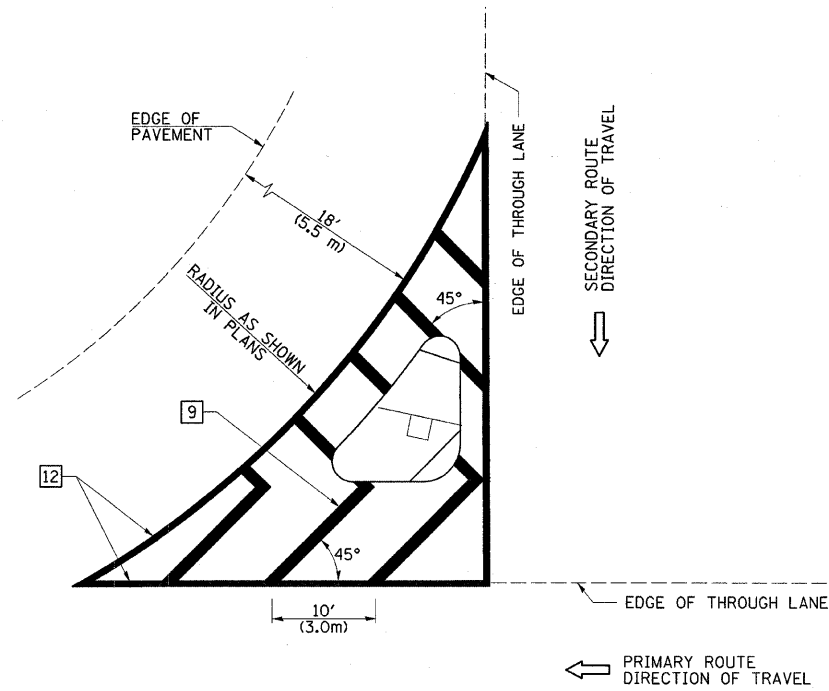 EDGE OF
PAVEMENT
18'
(5.5 m)
RADIUS AS SHOWN
IN PLANS
EDGE OF THROUGH LANE
SECONDARY ROUTE
DIRECTION OF TRAVEL
45°
9
12
45°
10'
(3.0m)
EDGE OF THROUGH LANE
PRIMARY ROUTE
DIRECTION OF TRAVEL